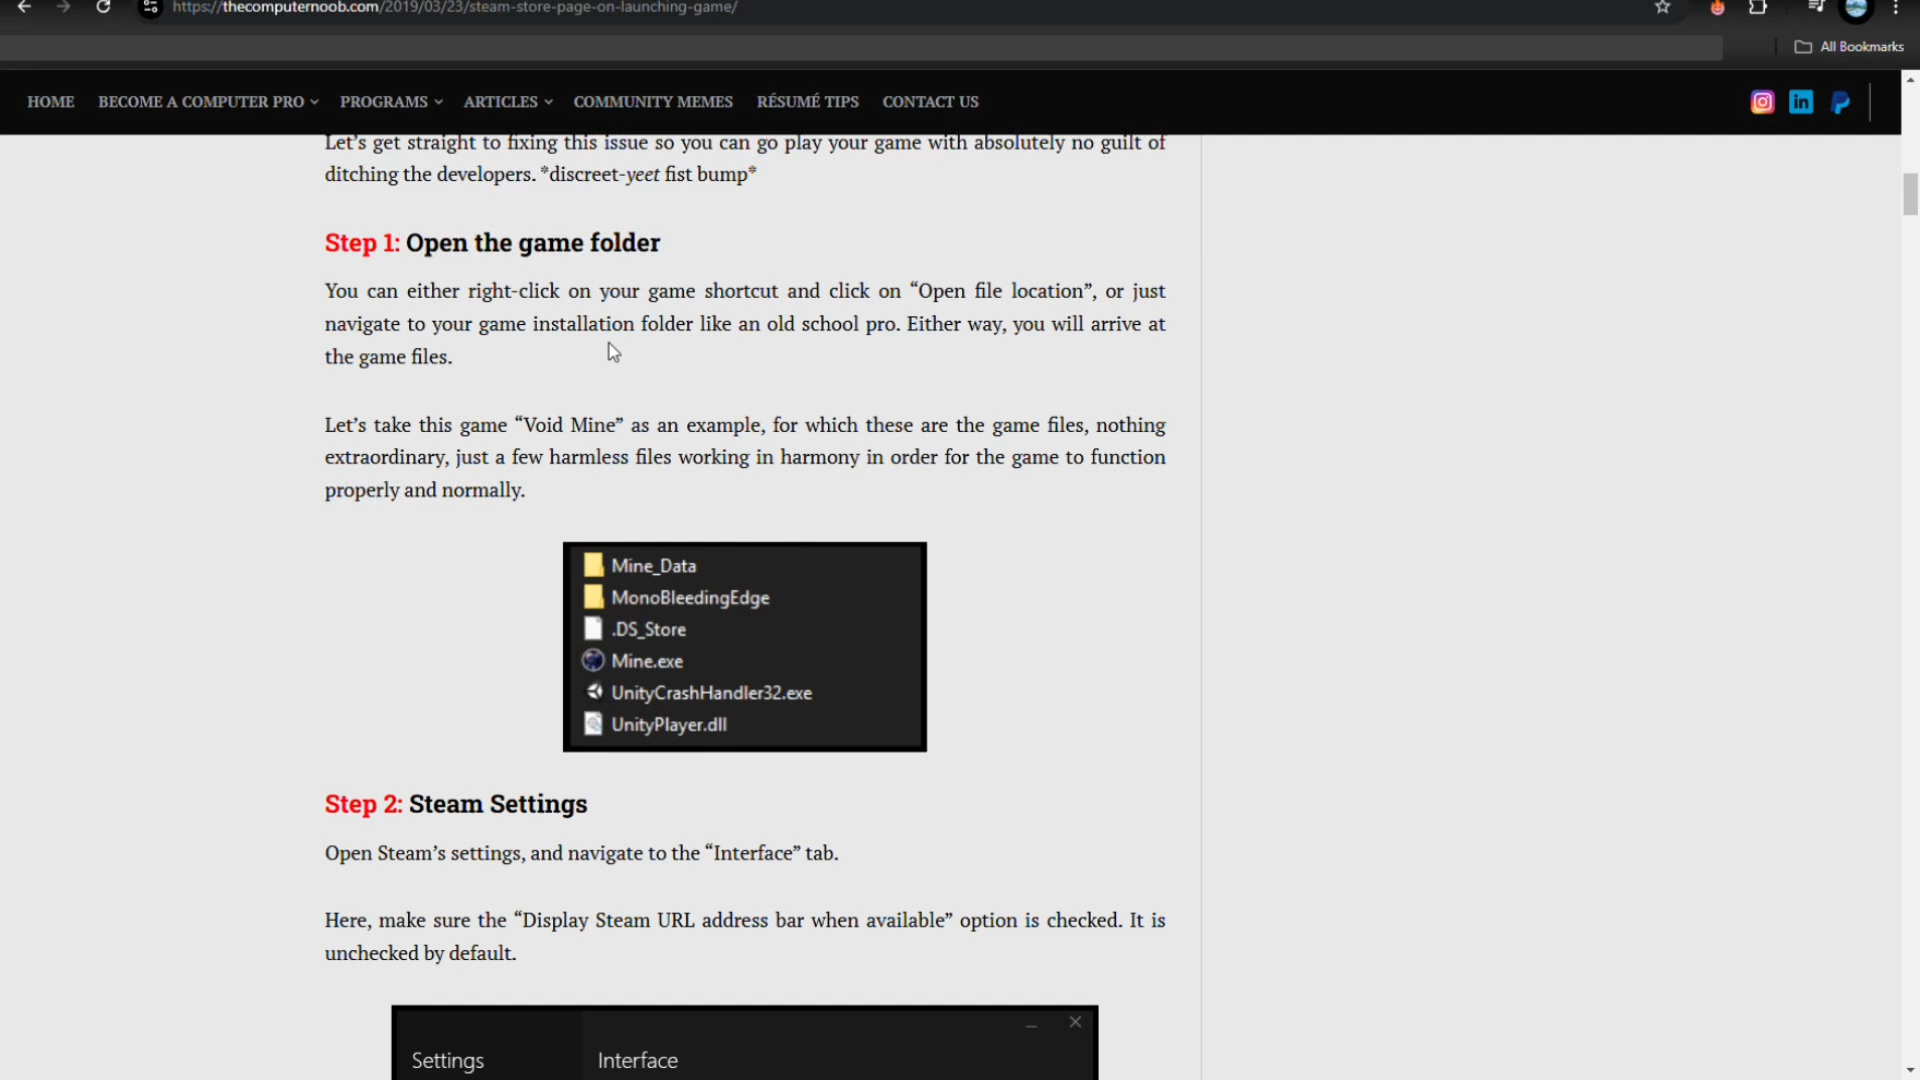 https://thecomputernoob.com/2019/03/23/steam-store-page-on-launching-game/
All Bookmarks
HOME BECOME A COMPUTER PRO PROGRAMS ARTICLES COMMUNITY MEMES RÉSUMÉ TIPS CONTACT US
Let’s get straight to fixing this issue so you can go play your game with absolutely no guilt of
ditching the developers. *discreet-yeet fist bump*
Step 1: Open the game folder
You can either right-click on your game shortcut and click on “Open file location”, or just
navigate to your game installation folder like an old school pro. Either way, you will arrive at
the game files.
Let’s take this game “Void Mine” as an example, for which these are the game files, nothing
extraordinary, just a few harmless files working in harmony in order for the game to function
properly and normally.
Mine_Data
MonoBleedingEdge
.DS_Store
Mine.exe
UnityCrashHandler32.exe
UnityPlayer.dll
Step 2: Steam Settings
Open Steam’s settings, and navigate to the “Interface” tab.
Here, make sure the “Display Steam URL address bar when available” option is checked. It is
unchecked by default.
Settings Interface